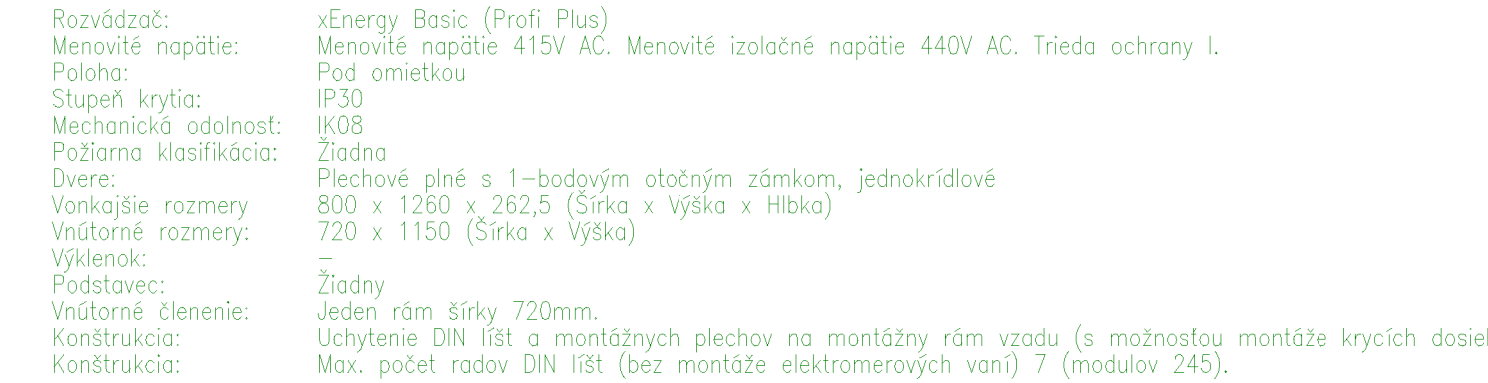 Rozvádzač: xEnergy Basic (Profi Plus)
Menovité napätie: Menovité napätie 415V AC. Menovité izolačné napätie 440V AC. Trieda ochrany I.
Poloha: Pod omietkou
Stupeň krytia: IP30
Mechanická odolnosť: IK08
Požiarna klasifikácia: Žiadna
Dvere: Plechové plné s 1-bodovým otočným zámkom, jednokrídlové
Vonkajšie rozmery 800 x 1260 x 262,5 (Šírka x Výška x Hlbka)
Vnútorné rozmery: 720 x 1150 (Šírka x Výška)
Výklenok: -
Podstavec: Žiadny
Vnútorné členenie: Jeden rám šírky 720mm.
Konštrukcia: Uchytenie DIN líšt a montážnych plechov na montážny rám vzadu (s možnosťou montáže krycích dosiek
Konštrukcia: Max. počet radov DIN líšt (bez montáže elektromerových vaní) 7 (modulov 245).